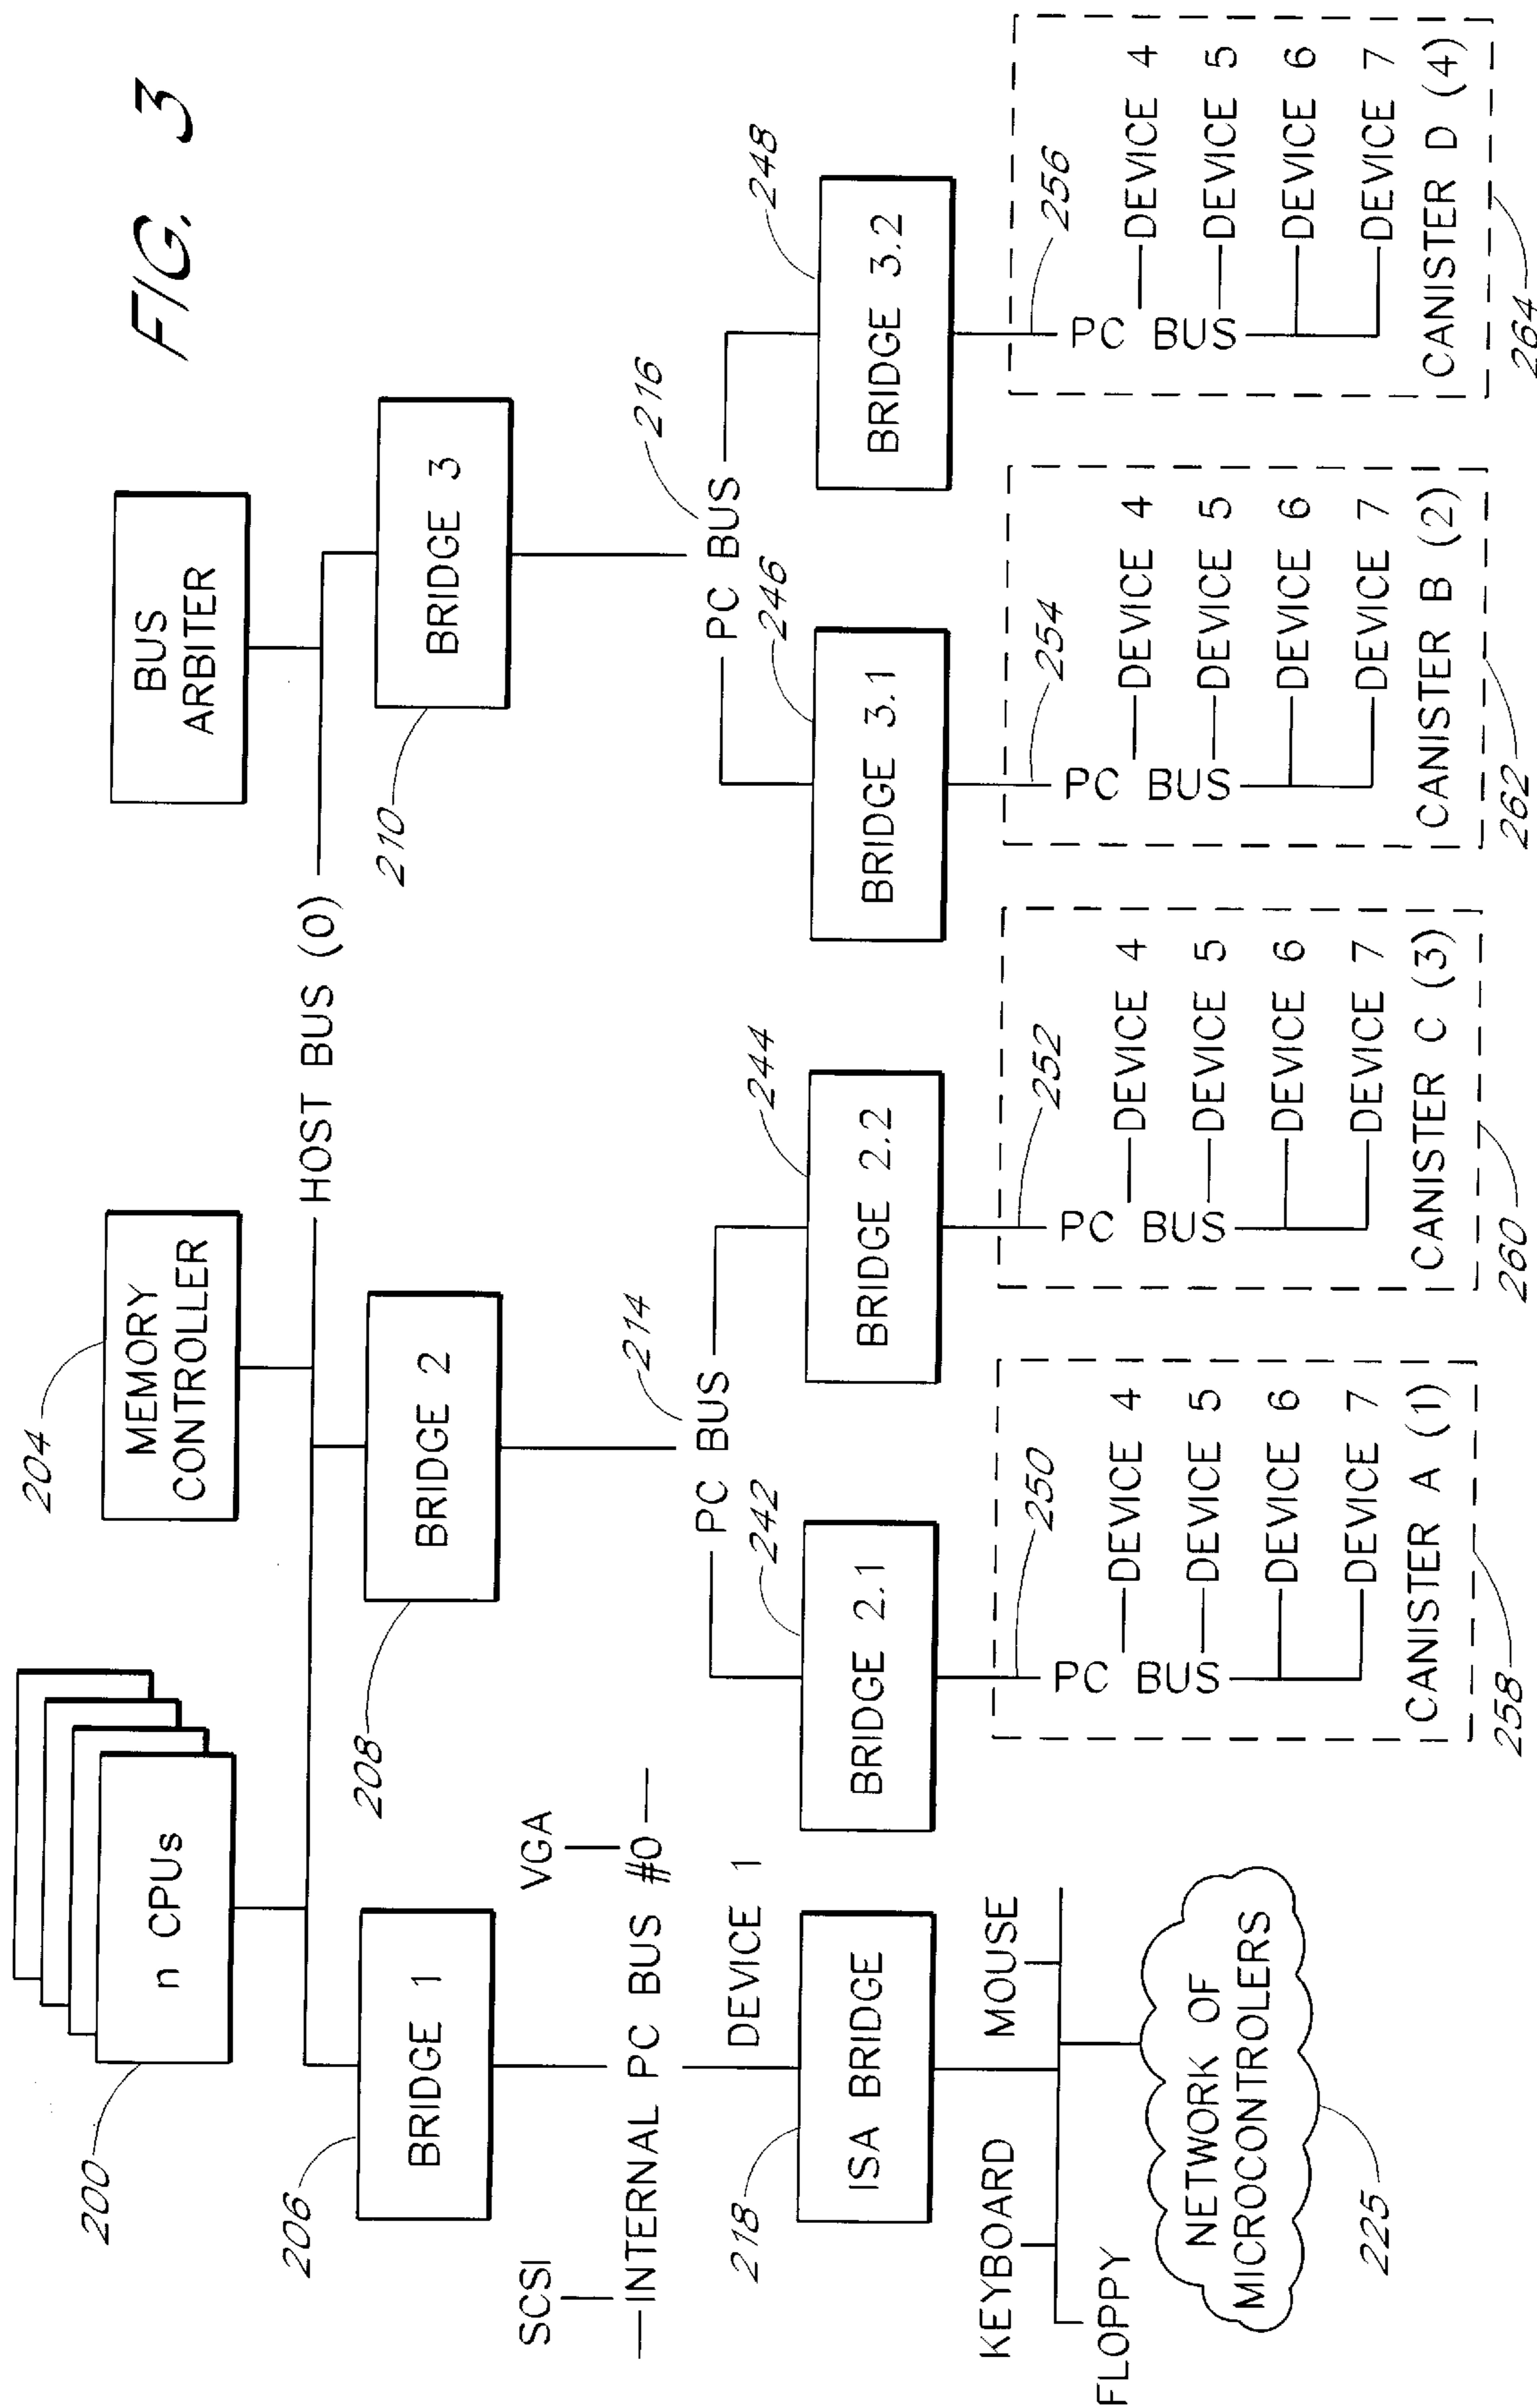 FIG. 3
n CPUs
200
MEMORY
CONTROLLER
204
BUS
ARBITER
HOST BUS (0)
BRIDGE 1
206
BRIDGE 2
208
BRIDGE 3
210
SCSI
VGA
INTERNAL PC BUS #0
DEVICE 1
PC BUS
214
PC BUS
216
ISA BRIDGE
218
BRIDGE 2.1
242
BRIDGE 2.2
244
BRIDGE 3.1
246
BRIDGE 3.2
248
KEYBOARD
MOUSE
FLOPPY
NETWORK OF
MICROCONTROLERS
225
250
PC BUS
DEVICE 4
DEVICE 5
DEVICE 6
DEVICE 7
CANISTER A (1)
258
252
PC BUS
DEVICE 4
DEVICE 5
DEVICE 6
DEVICE 7
CANISTER C (3)
260
254
PC BUS
DEVICE 4
DEVICE 5
DEVICE 6
DEVICE 7
CANISTER B (2)
262
256
PC BUS
DEVICE 4
DEVICE 5
DEVICE 6
DEVICE 7
CANISTER D (4)
264